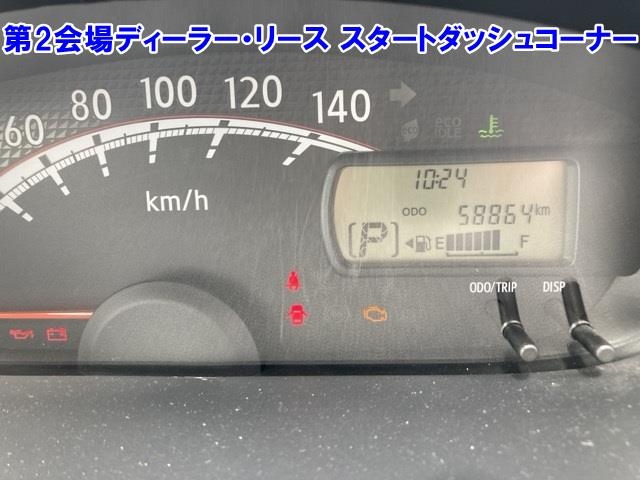 第2会場ディーラー・リース スタートダッシュコーナー
60 80 100 120 140
km/h
eco IDLE
10:24
ODO 58864km
P E F
ODO/TRIP DISP